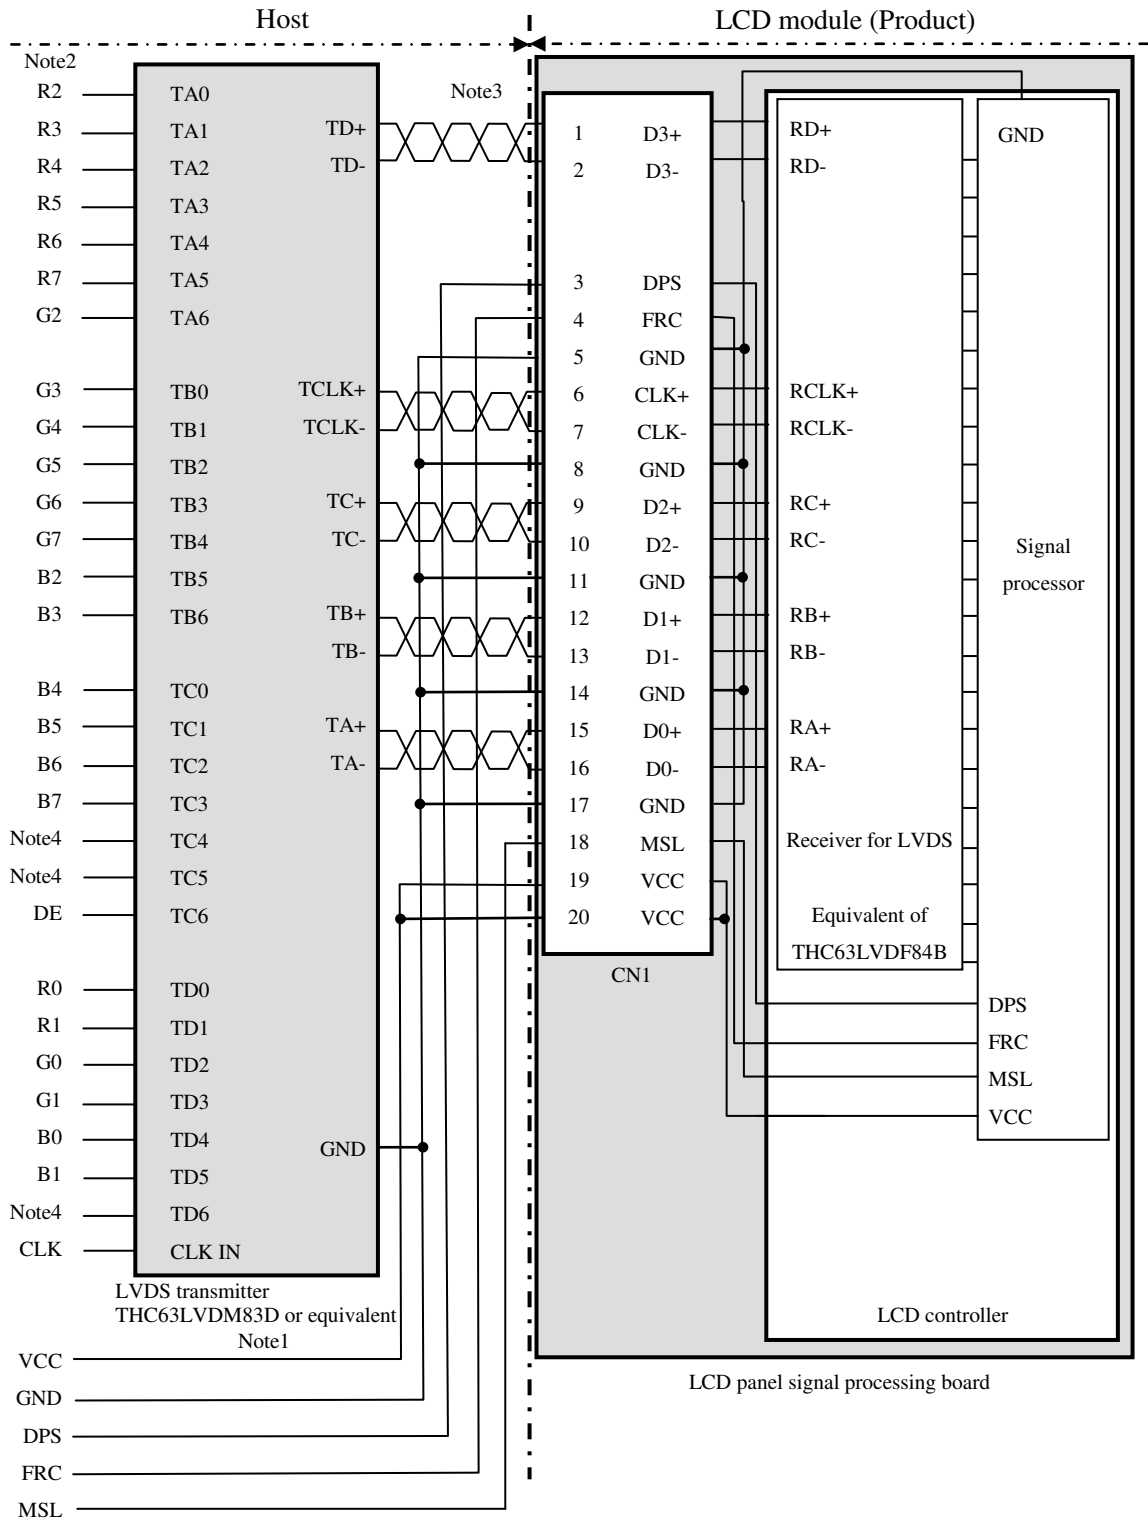 Host
LCD module (Product)
Note2
R2
R3
R4
R5
R6
R7
G2
G3
G4
G5
G6
G7
B2
B3
B4
B5
B6
B7
Note4
Note4
DE
R0
R1
G0
G1
B0
B1
Note4
CLK
TA0
TA1
TA2
TA3
TA4
TA5
TA6
TB0
TB1
TB2
TB3
TB4
TB5
TB6
TC0
TC1
TC2
TC3
TC4
TC5
TC6
TD0
TD1
TD2
TD3
TD4
TD5
TD6
CLK IN
TD+
TD-
TCLK+
TCLK-
TC+
TC-
TB+
TB-
TA+
TA-
GND
LVDS transmitter
THC63LVDM83D or equivalent
Note1
VCC
GND
DPS
FRC
MSL
Note3
1 D3+
2 D3-
3 DPS
4 FRC
5 GND
6 CLK+
7 CLK-
8 GND
9 D2+
10 D2-
11 GND
12 D1+
13 D1-
14 GND
15 D0+
16 D0-
17 GND
18 MSL
19 VCC
20 VCC
CN1
RD+
RD-
RCLK+
RCLK-
RC+
RC-
RB+
RB-
RA+
RA-
Receiver for LVDS
Equivalent of
THC63LVDF84B
GND
Signal
processor
DPS
FRC
MSL
VCC
LCD controller
LCD panel signal processing board